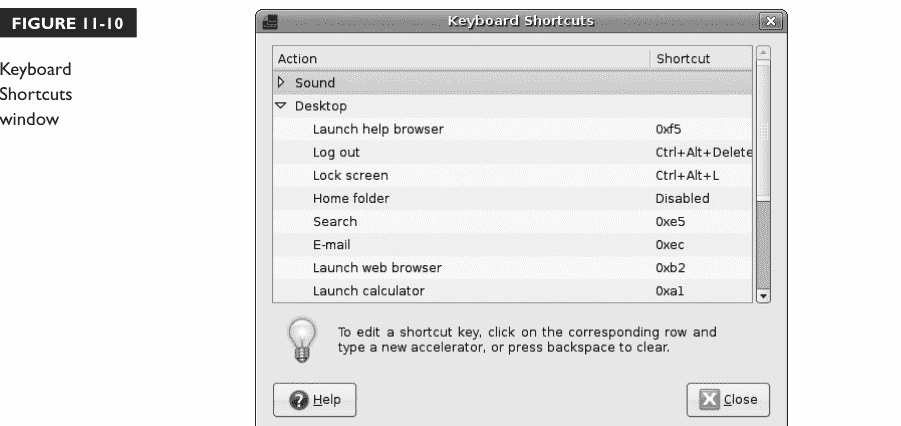 FIGURE 11-10
Keyboard
Shortcuts
window
Keyboard Shortcuts
Action Shortcut
Sound
Desktop
Launch help browser 0xf5
Log out Ctrl+Alt+Delete
Lock screen Ctrl+Alt+L
Home folder Disabled
Search 0xe5
E-mail 0xec
Launch web browser 0xb2
Launch calculator 0xa1
To edit a shortcut key, click on the corresponding row and
type a new accelerator, or press backspace to clear.
Help Close